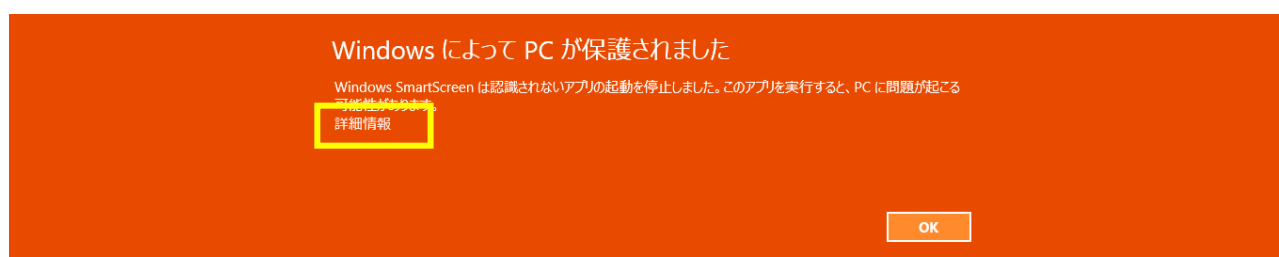 Windows によって PC が保護されました
Windows SmartScreen は認識されないアプリの起動を停止しました。このアプリを実行すると、PC に問題が起こる
可能性があります。
詳細情報
OK